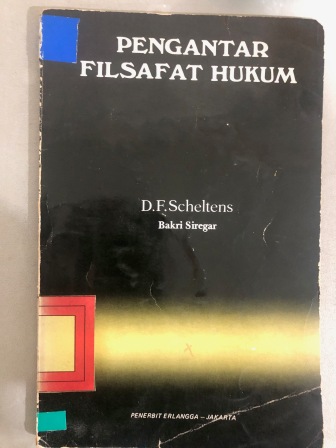 PENGANTAR
FILSAFAT HUKUM
D.F. Scheltens
Bakri Siregar
PENERBIT ERLANGGA – JAKARTA